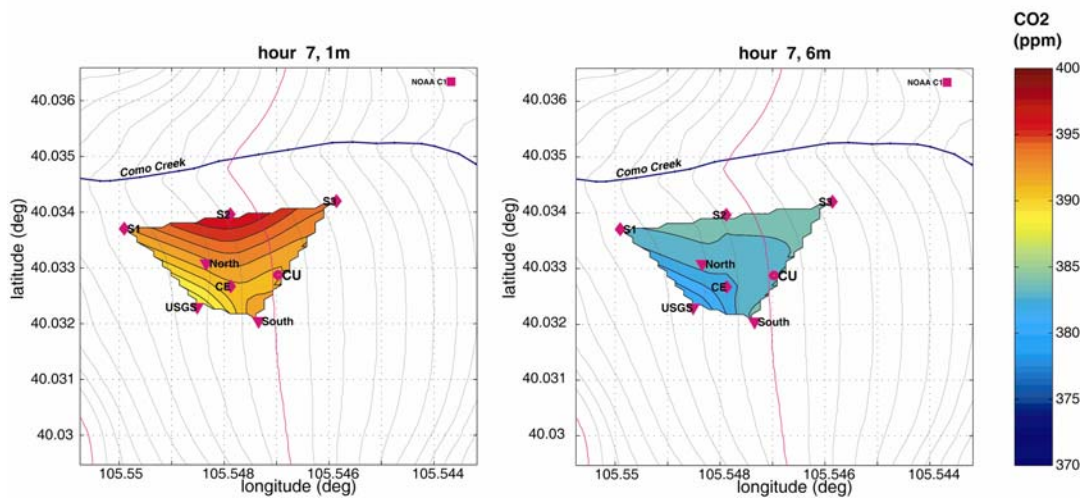 CO2
(ppm)
hour 7, 1m
hour 7, 6m
NOAA C1
NOAA C1
400
395
390
385
380
375
370
40.036
40.035
40.034
40.033
40.032
40.031
40.03
latitude (deg)
Como Creek
S1
S2
S3
North
CE
CU
USGS
South
105.55
105.548
105.546
105.544
longitude (deg)
40.036
40.035
40.034
40.033
40.032
40.031
40.03
latitude (deg)
Como Creek
S1
S2
S3
North
CE
CU
USGS
South
105.55
105.548
105.546
105.544
longitude (deg)